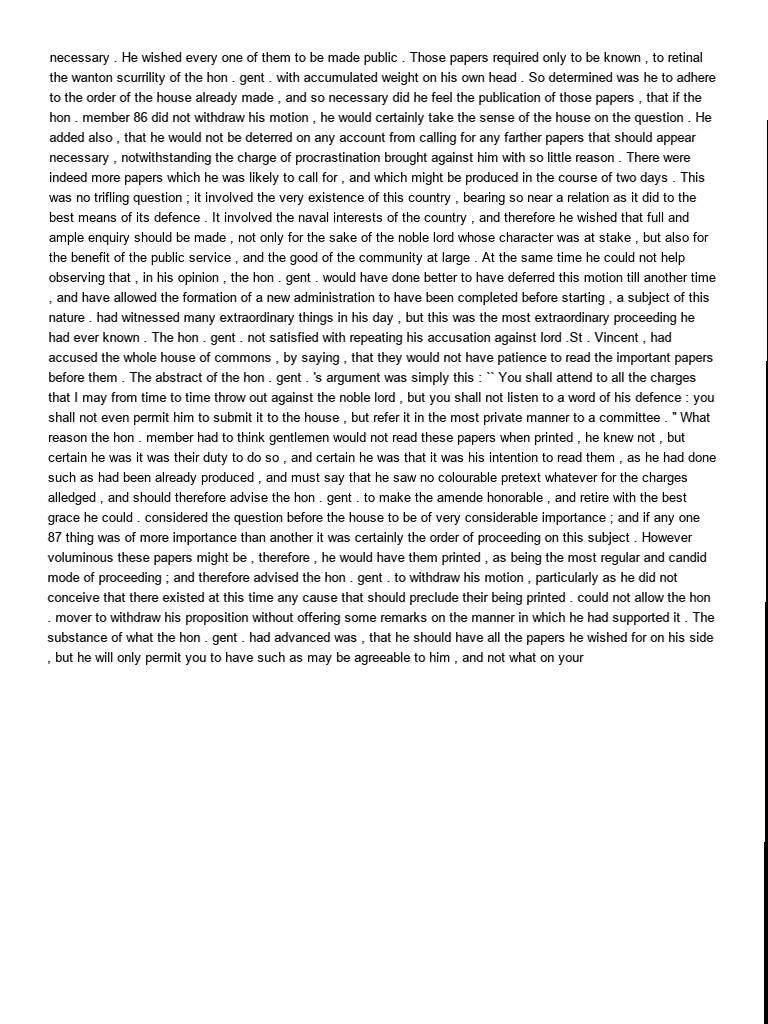 necessary . He wished every one of them to be made public . Those papers required only to be known , to retinal
the wanton scurrility of the hon . gent . with accumulated weight on his own head . So determined was he to adhere
to the order of the house already made , and so necessary did he feel the publication of those papers , that if the
hon . member 86 did not withdraw his motion , he would certainly take the sense of the house on the question . He
added also , that he would not be deterred on any account from calling for any farther papers that should appear
necessary , notwithstanding the charge of procrastination brought against him with so little reason . There were
indeed more papers which he was likely to call for , and which might be produced in the course of two days . This
was no trifling question ; it involved the very existence of this country , bearing so near a relation as it did to the
best means of its defence . It involved the naval interests of the country , and therefore he wished that full and
ample enquiry should be made , not only for the sake of the noble lord whose character was at stake , but also for
the benefit of the public service , and the good of the community at large . At the same time he could not help
observing that , in his opinion , the hon . gent . would have done better to have deferred this motion till another time
, and have allowed the formation of a new administration to have been completed before starting , a subject of this
nature . had witnessed many extraordinary things in his day , but this was the most extraordinary proceeding he
had ever known . The hon . gent . not satisfied with repeating his accusation against lord .St . Vincent , had
accused the whole house of commons , by saying , that they would not have patience to read the important papers
before them . The abstract of the hon . gent . 's argument was simply this : `` You shall attend to all the charges
that I may from time to time throw out against the noble lord , but you shall not listen to a word of his defence : you
shall not even permit him to submit it to the house , but refer it in the most private manner to a committee . " What
reason the hon . member had to think gentlemen would not read these papers when printed , he knew not , but
certain he was it was their duty to do so , and certain he was that it was his intention to read them , as he had done
such as had been already produced , and must say that he saw no colourable pretext whatever for the charges
alledged , and should therefore advise the hon . gent . to make the amende honorable , and retire with the best
grace he could . considered the question before the house to be of very considerable importance ; and if any one
87 thing was of more importance than another it was certainly the order of proceeding on this subject . However
voluminous these papers might be , therefore , he would have them printed , as being the most regular and candid
mode of proceeding ; and therefore advised the hon . gent . to withdraw his motion , particularly as he did not
conceive that there existed at this time any cause that should preclude their being printed . could not allow the hon
. mover to withdraw his proposition without offering some remarks on the manner in which he had supported it . The
substance of what the hon . gent . had advanced was , that he should have all the papers he wished for on his side
, but he will only permit you to have such as may be agreeable to him , and not what on your